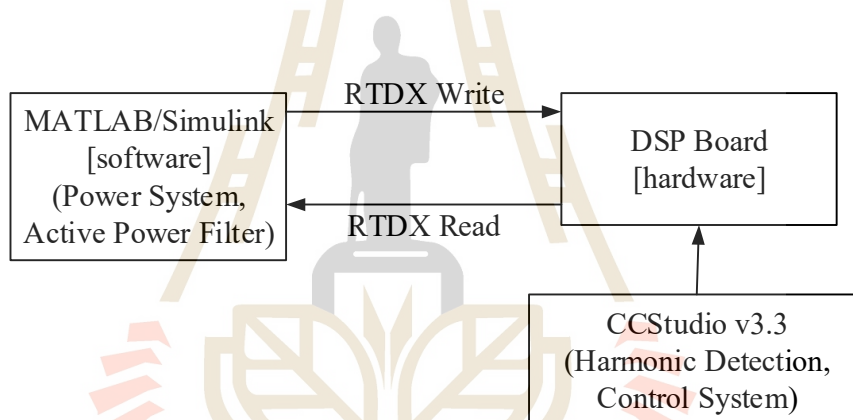 RTDX Write
MATLAB/Simulink
[software]
(Power System,
Active Power Filter)
DSP Board
[hardware]
RTDX Read
CCStudio v3.3
(Harmonic Detection,
Control System)